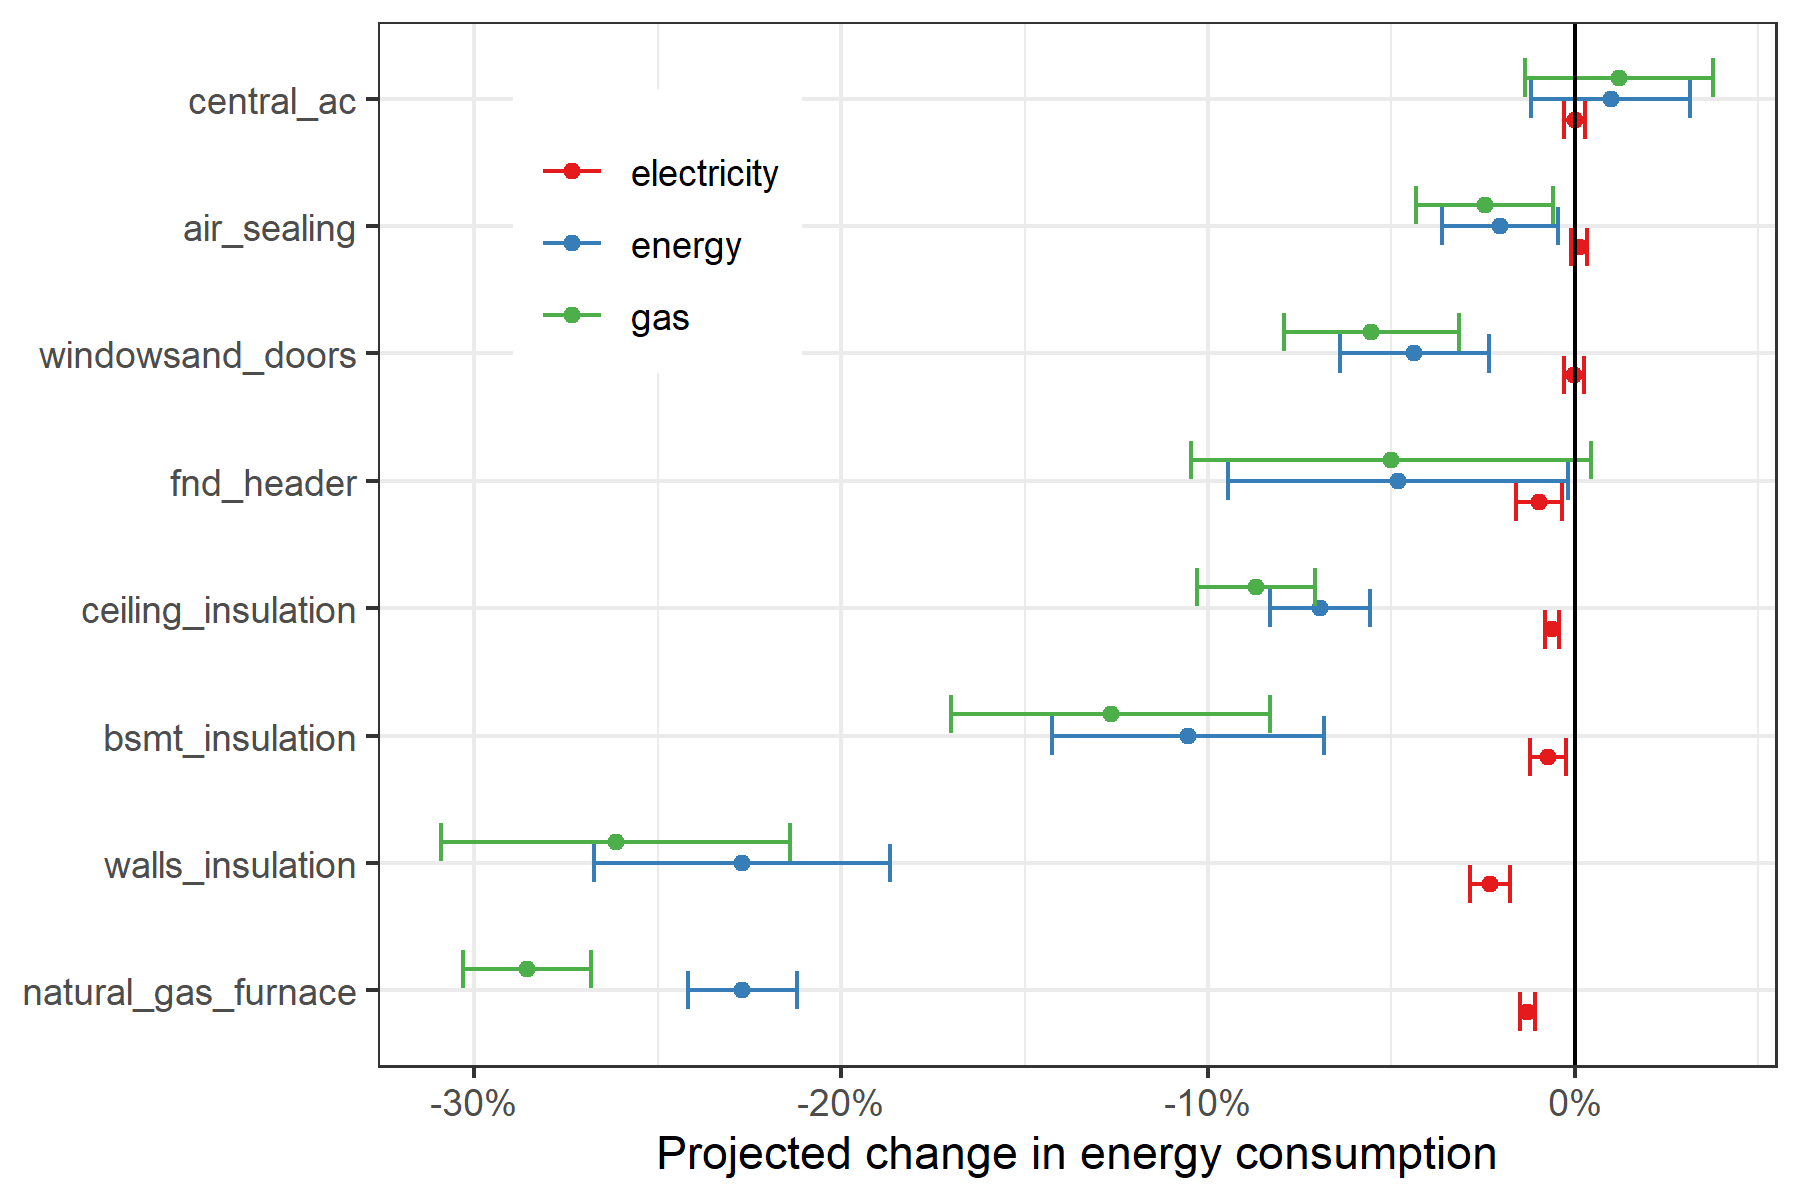 central_ac
air_sealing
windowsand_doors
fnd_header
ceiling_insulation
bsmt_insulation
walls_insulation
natural_gas_furnace
electricity
energy
gas
-30% -20% -10% 0%
Projected change in energy consumption